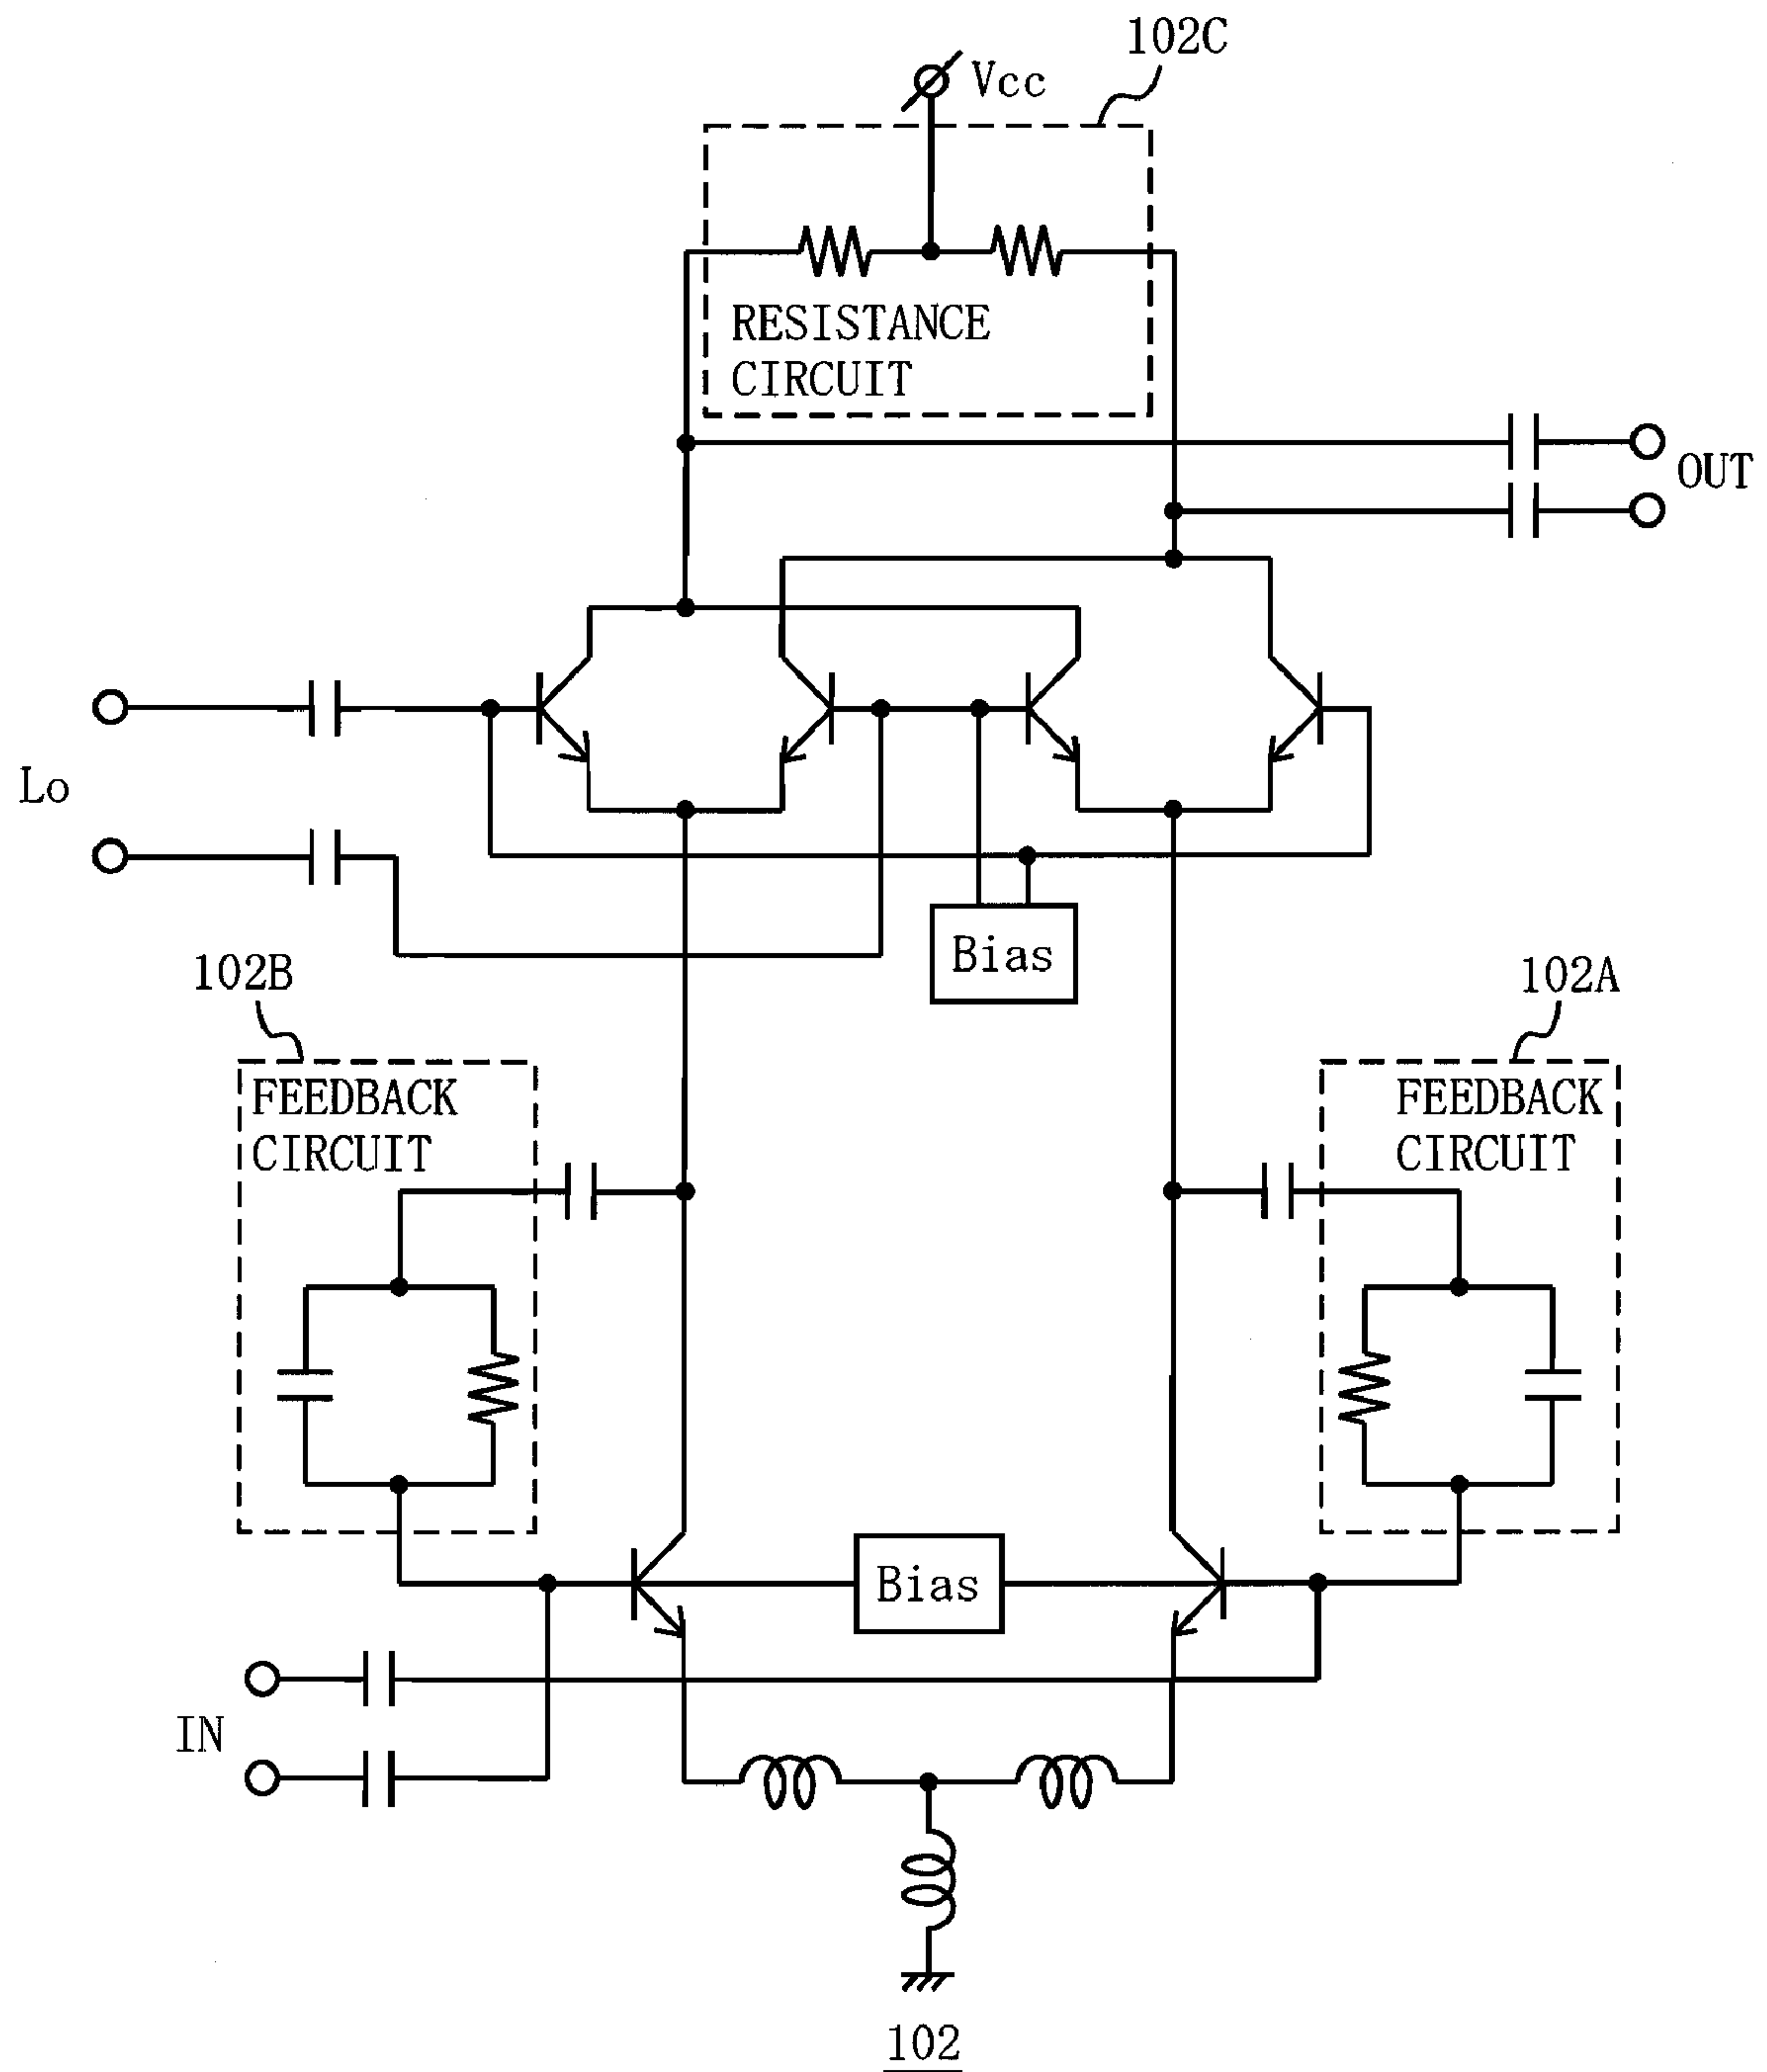 102C
Vcc
RESISTANCE
CIRCUIT
OUT
Lo
Bias
102B
102A
FEEDBACK
CIRCUIT
FEEDBACK
CIRCUIT
Bias
IN
102